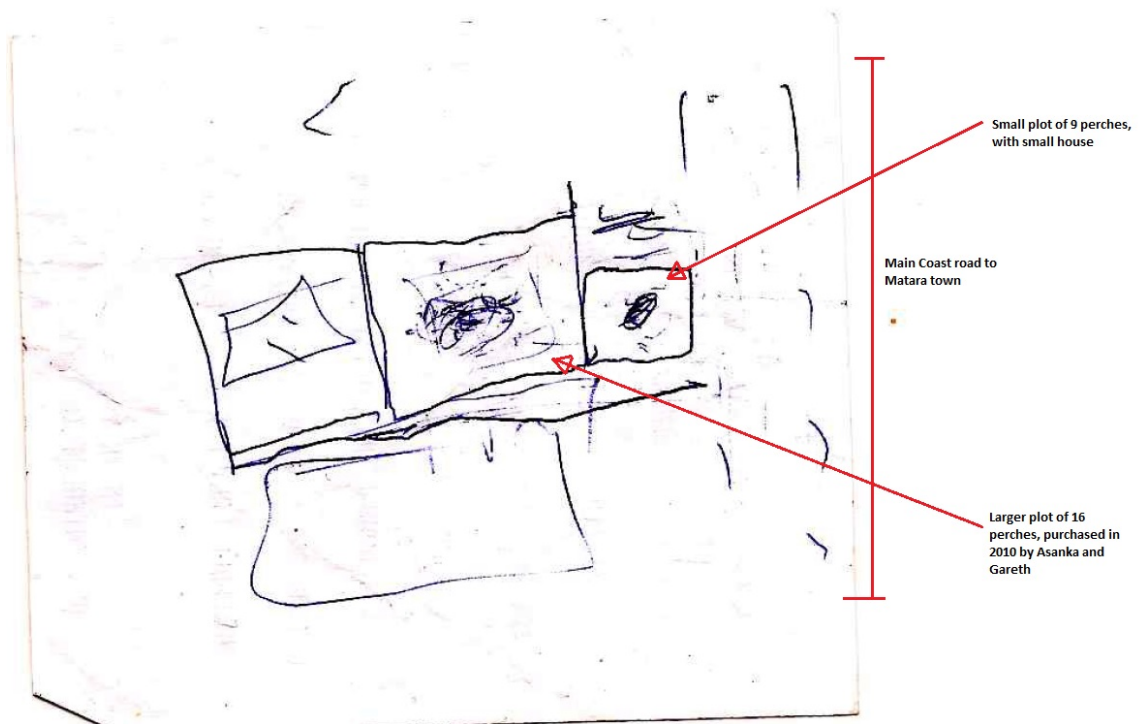 Small plot of 9 perches,
with small house
Main Coast road to
Matara town
Larger plot of 16
perches, purchased in
2010 by Asanka and
Gareth